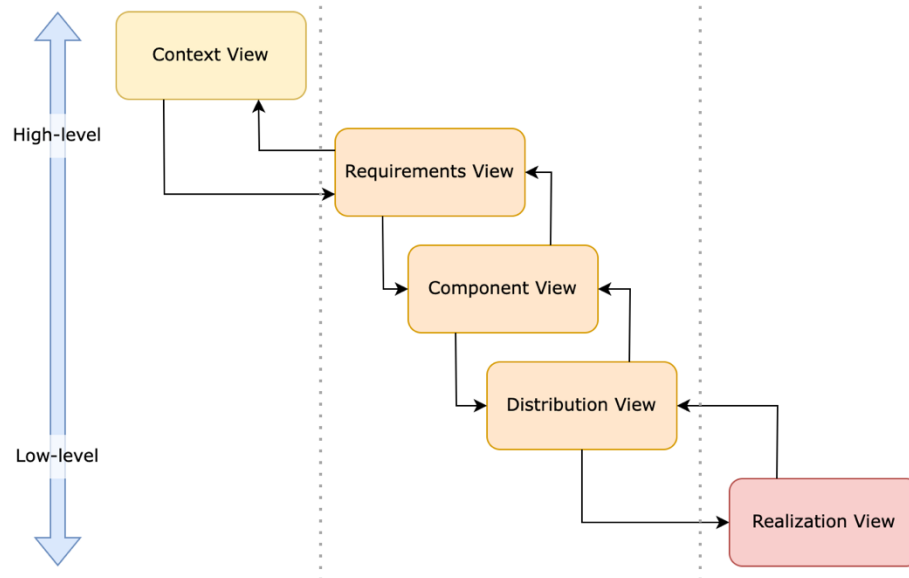 Context View
High-level
Requirements View
Component View
Distribution View
Low-level
Realization View